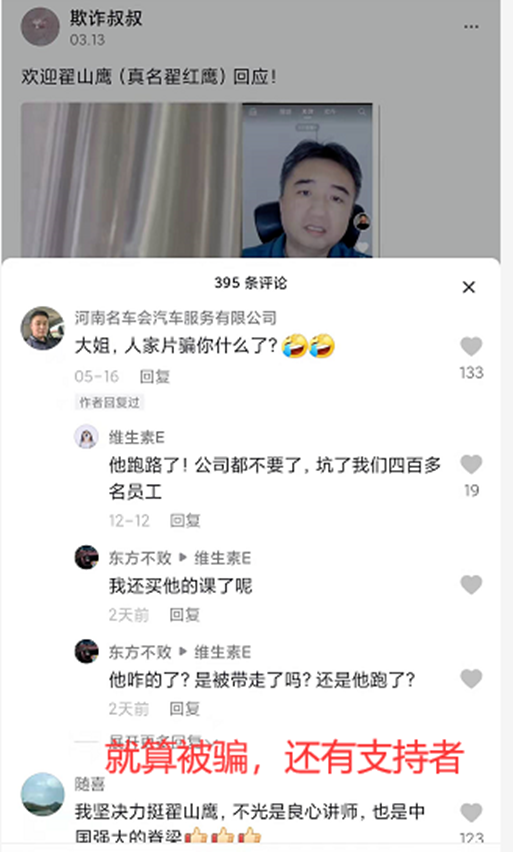 欺诈叔叔
03.13
欢迎翟山鹰（真名翟红鹰）回应！
395 条评论
河南名车会汽车服务有限公司
大姐，人家片骗你什么了？🤣🤣
133
05-16 回复
作者回复过
维生素E
他跑路了！公司都不要了，坑了我们四百多
名员工
19
12-12 回复
东方不败 ▶ 维生素E
我还买他的课了呢
2天前 回复
东方不败 ▶ 维生素E
他咋的了？是被带走了吗？还是他跑了？
2天前 回复
展开更多回复
就算被骗，还有支持者
随喜
我坚决力挺翟山鹰，不光是良心讲师，也是中
国强大的脊梁👍👍👍
123